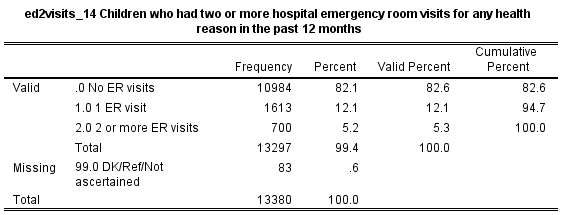 ed2visits_14 Children who had two or more hospital emergency room visits for any health
reason in the past 12 months
Frequency Percent Valid Percent Cumulative Percent
Valid .0 No ER visits 10984 82.1 82.6 82.6
1.0 1 ER visit 1613 12.1 12.1 94.7
2.0 2 or more ER visits 700 5.2 5.3 100.0
Total 13297 99.4 100.0
Missing 99.0 DK/Ref/Not
ascertained 83 .6
Total 13380 100.0